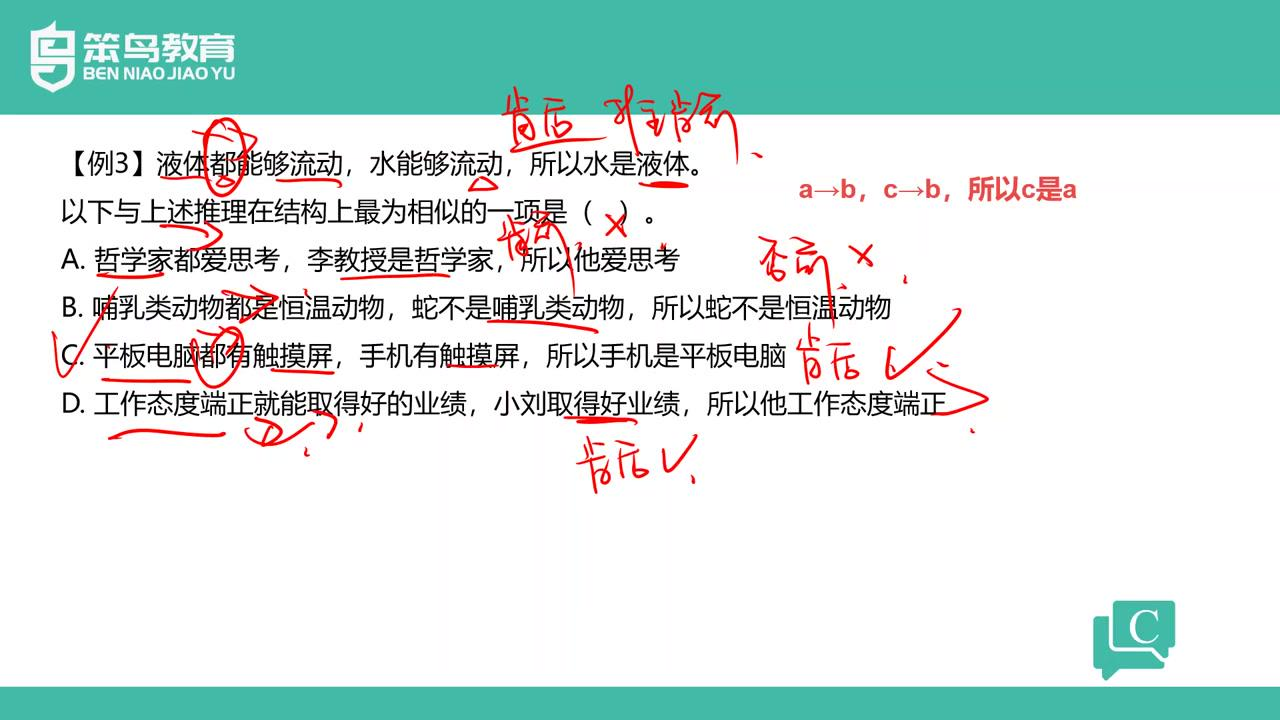 笨鸟教育
BEN NIAO JIAO YU
肯后 推肯前
【例3】液体都能够流动，水能够流动，所以水是液体。
a→b，c→b，所以c是a
以下与上述推理在结构上最为相似的一项是（ ）。
肯前 ×
A. 哲学家都爱思考，李教授是哲学家，所以他爱思考
否前 ×
B. 哺乳类动物都是恒温动物，蛇不是哺乳类动物，所以蛇不是恒温动物
C. 平板电脑都有触摸屏，手机有触摸屏，所以手机是平板电脑
肯后 ✓
D. 工作态度端正就能取得好的业绩，小刘取得好业绩，所以他工作态度端正
肯后 ✓
C